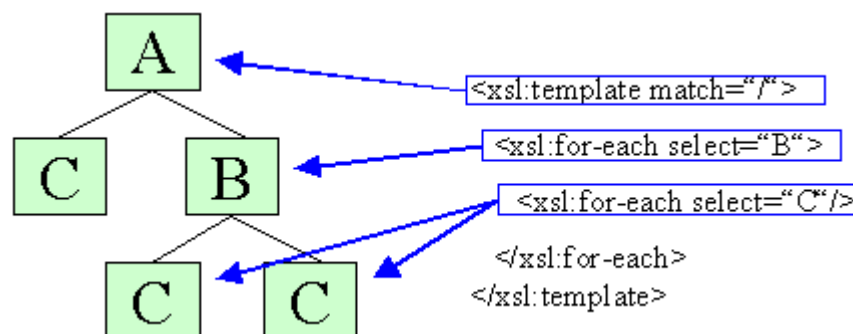 A
<xsl:template match=“/“>
C
B
<xsl:for-each select=“B“>
<xsl:for-each select=“C“/>
</xsl:for-each>
C
C
</xsl:template>